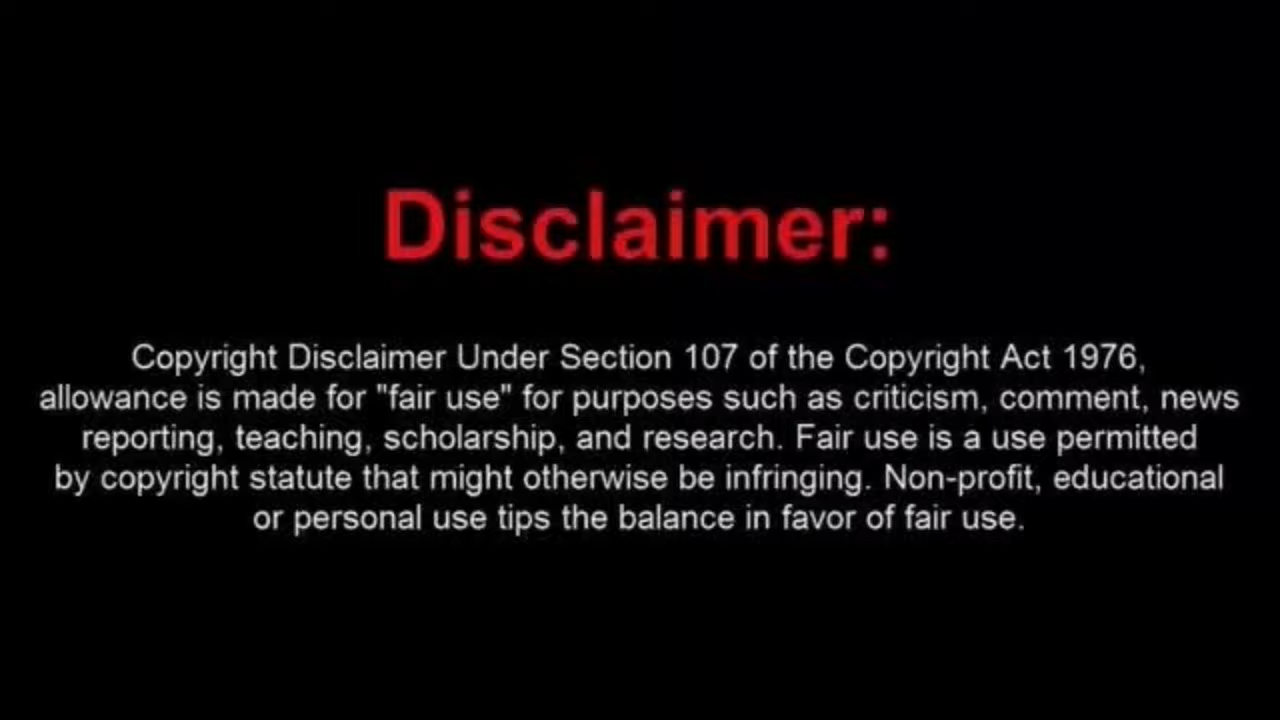 Disclaimer:
Copyright Disclaimer Under Section 107 of the Copyright Act 1976,
allowance is made for "fair use" for purposes such as criticism, comment, news
reporting, teaching, scholarship, and research. Fair use is a use permitted
by copyright statute that might otherwise be infringing. Non-profit, educational
or personal use tips the balance in favor of fair use.